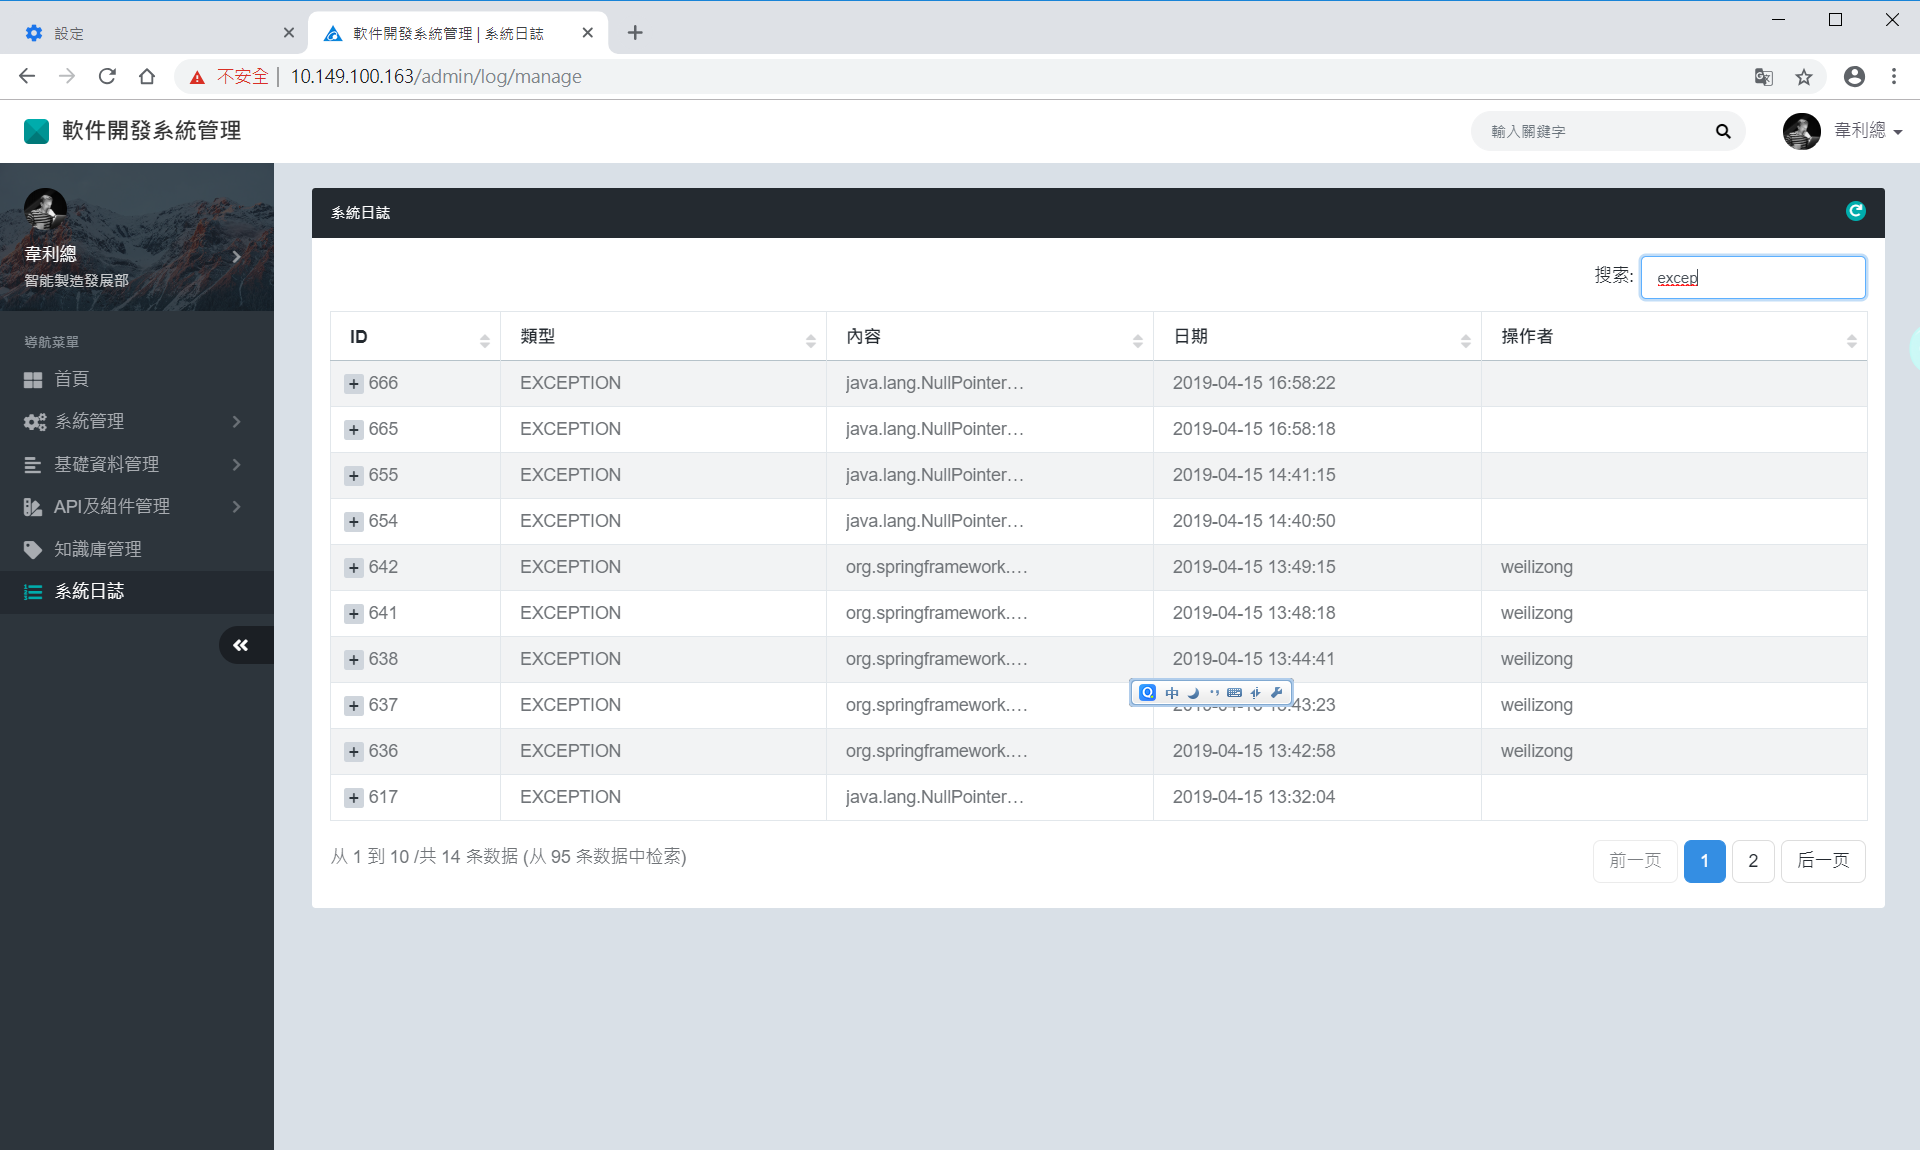 設定
軟件開發系統管理 | 系統日誌
不安全 | 10.149.100.163/admin/log/manage
軟件開發系統管理
輸入關鍵字
韋利總
韋利總
智能製造發展部
導航菜單
首頁
系統管理
基礎資料管理
API及組件管理
知識庫管理
系統日誌
系統日誌
搜索: excep
ID 類型 內容 日期 操作者
666 EXCEPTION java.lang.NullPointer… 2019-04-15 16:58:22
665 EXCEPTION java.lang.NullPointer… 2019-04-15 16:58:18
655 EXCEPTION java.lang.NullPointer… 2019-04-15 14:41:15
654 EXCEPTION java.lang.NullPointer… 2019-04-15 14:40:50
642 EXCEPTION org.springframework.… 2019-04-15 13:49:15 weilizong
641 EXCEPTION org.springframework.… 2019-04-15 13:48:18 weilizong
638 EXCEPTION org.springframework.… 2019-04-15 13:44:41 weilizong
中
637 EXCEPTION org.springframework.… 2019-04-15 13:43:23 weilizong
636 EXCEPTION org.springframework.… 2019-04-15 13:42:58 weilizong
617 EXCEPTION java.lang.NullPointer… 2019-04-15 13:32:04
从 1 到 10 /共 14 条数据 (从 95 条数据中检索)
前一页 1 2 后一页